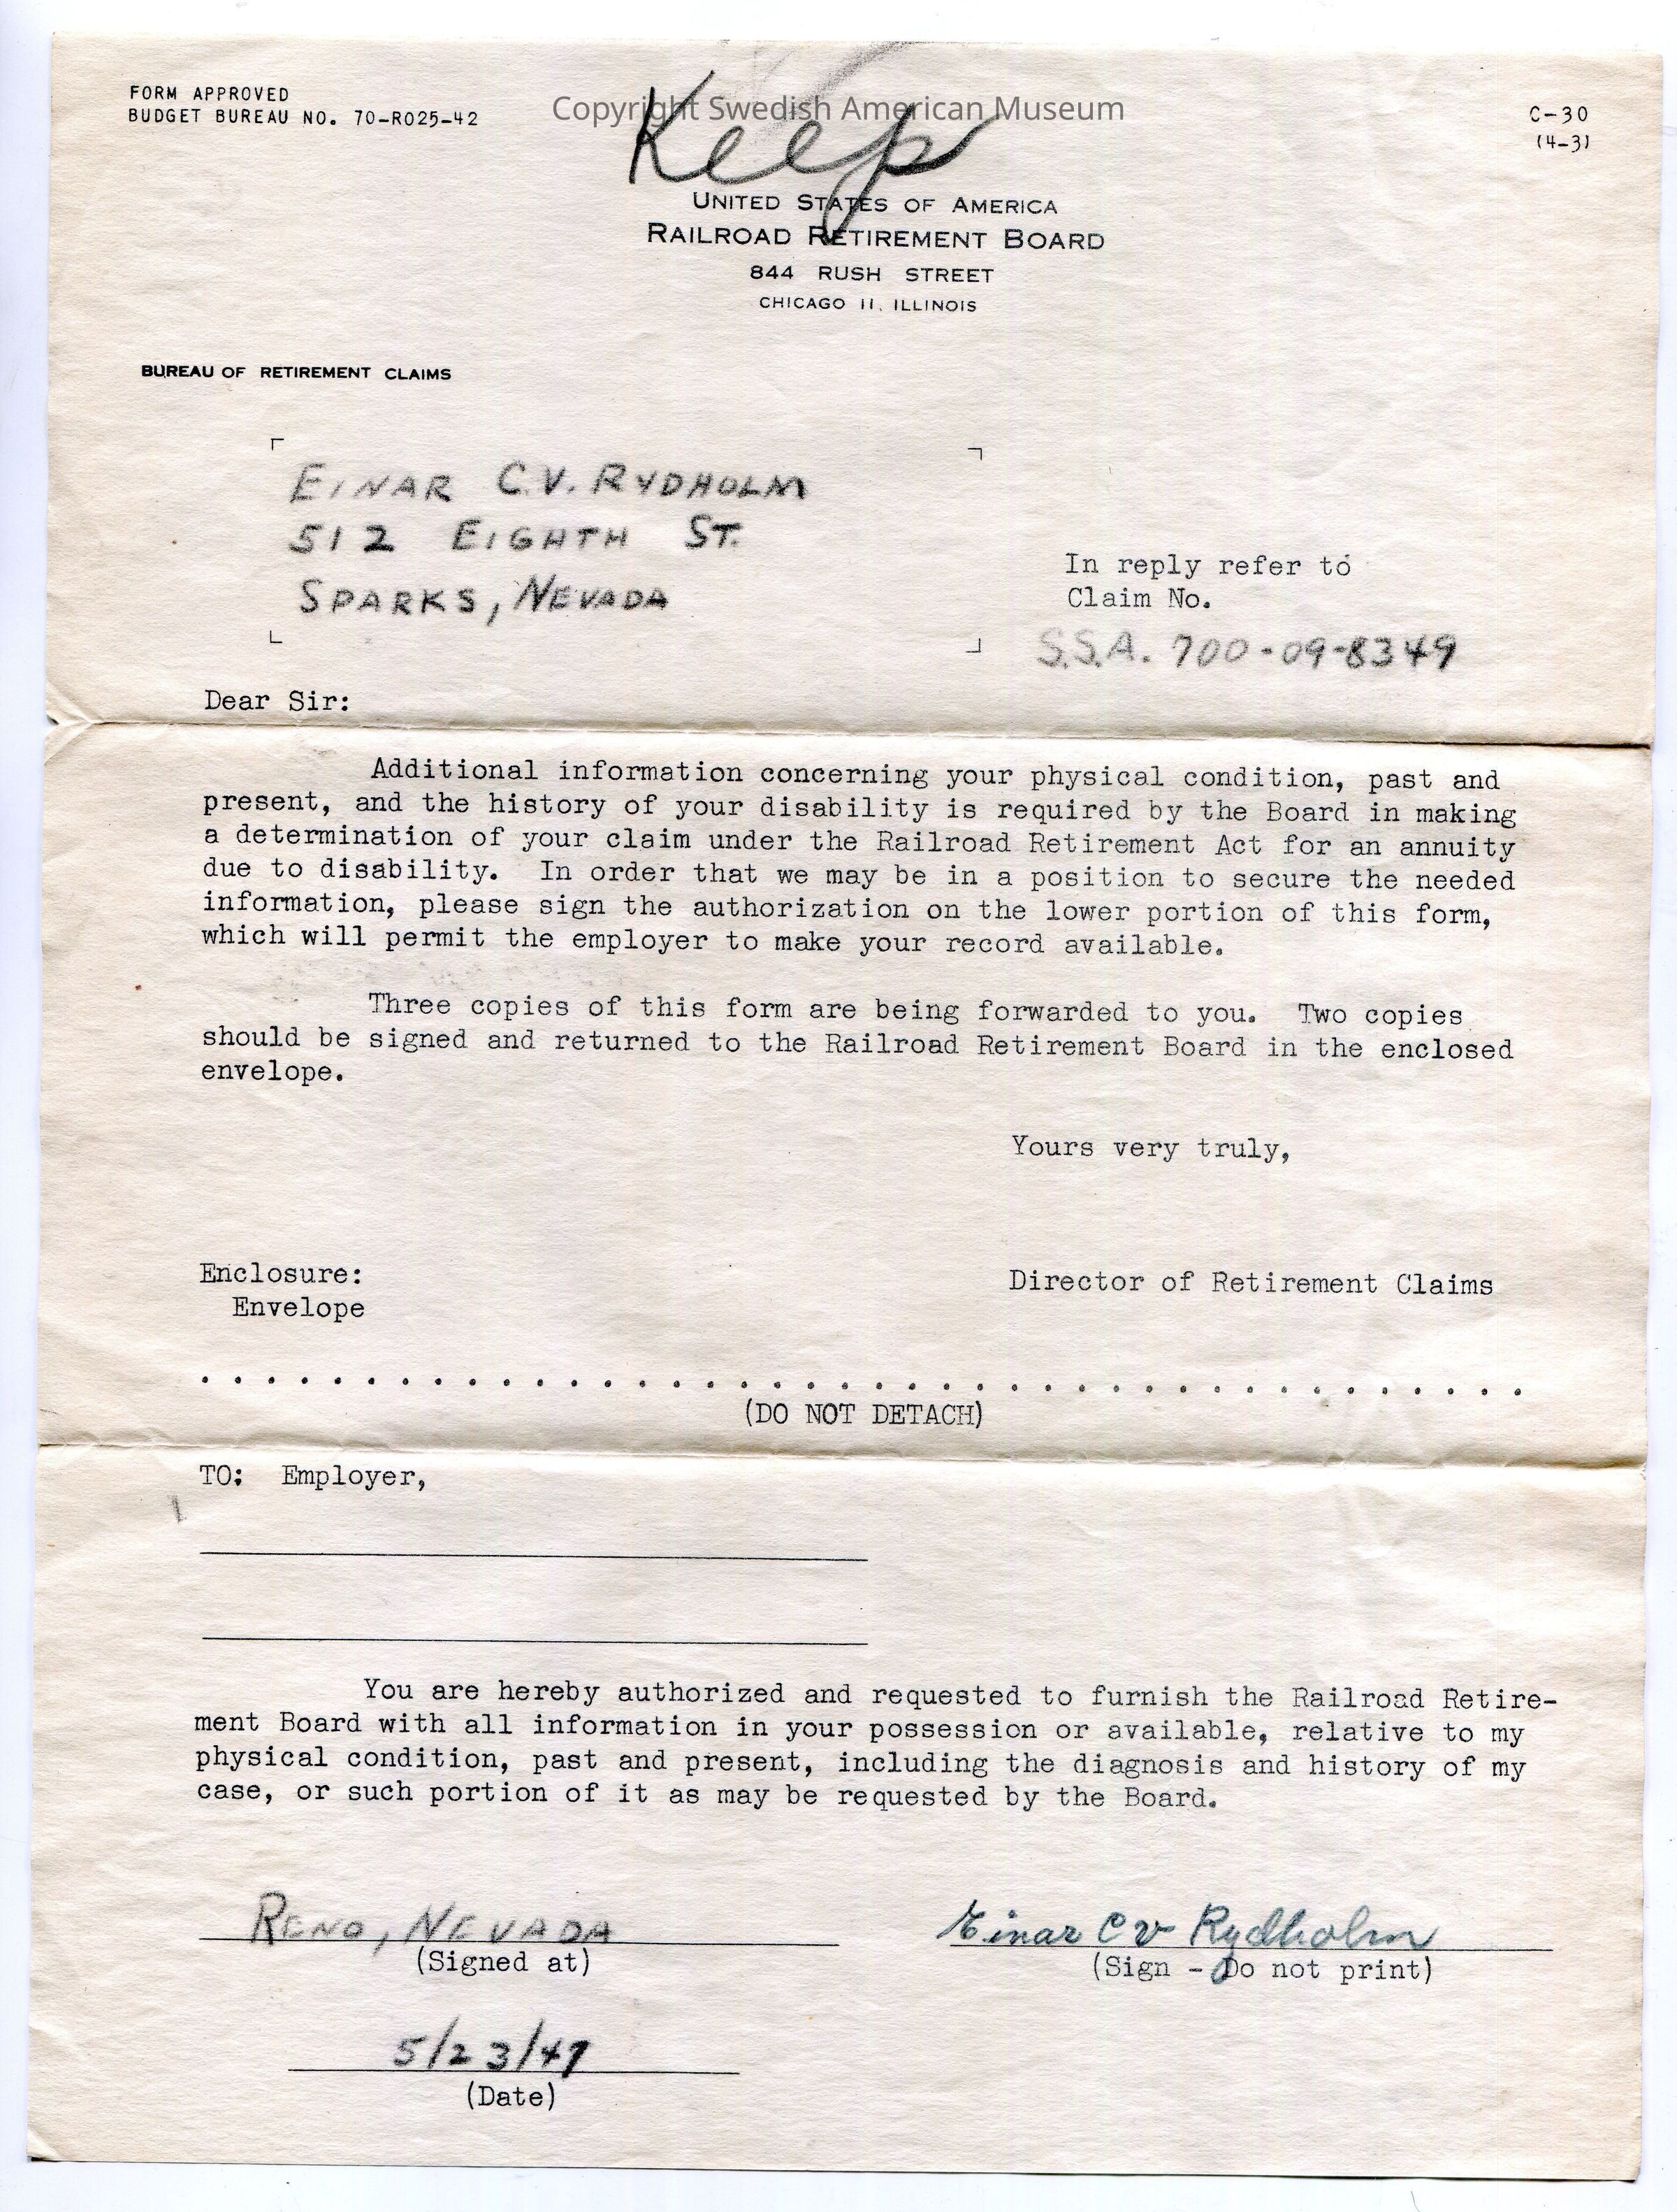 FORM APPROVED
BUDGET BUREAU NO. 70-R025-42
Copyright Swedish American Museum
C-30
(4-3)
Keep
UNITED STATES OF AMERICA
RAILROAD RETIREMENT BOARD
844 RUSH STREET
CHICAGO 11, ILLINOIS
BUREAU OF RETIREMENT CLAIMS
EINAR C.V. RYDHOLM
512 EIGHTH ST.
SPARKS, NEVADA
In reply refer to
Claim No.
S.S.A. 700-09-8349
Dear Sir:
Additional information concerning your physical condition, past and
present, and the history of your disability is required by the Board in making
a determination of your claim under the Railroad Retirement Act for an annuity
due to disability. In order that we may be in a position to secure the needed
information, please sign the authorization on the lower portion of this form,
which will permit the employer to make your record available.
Three copies of this form are being forwarded to you. Two copies
should be signed and returned to the Railroad Retirement Board in the enclosed
envelope.
Yours very truly,
Enclosure:
Envelope
Director of Retirement Claims
(DO NOT DETACH)
TO: Employer,
You are hereby authorized and requested to furnish the Railroad Retire-
ment Board with all information in your possession or available, relative to my
physical condition, past and present, including the diagnosis and history of my
case, or such portion of it as may be requested by the Board.
RENO, NEVADA
(Signed at)
Einar C V Rydholm
(Sign - Do not print)
5/23/47
(Date)